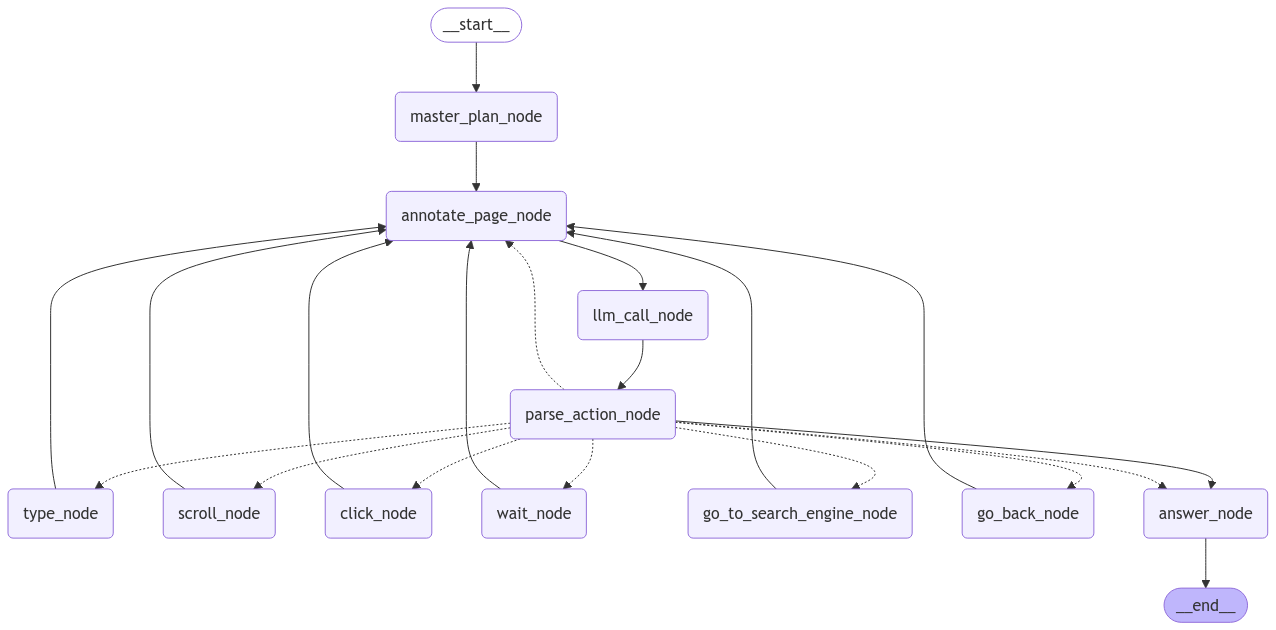 __start__
master_plan_node
annotate_page_node
llm_call_node
parse_action_node
type_node
scroll_node
click_node
wait_node
go_to_search_engine_node
go_back_node
answer_node
__end__